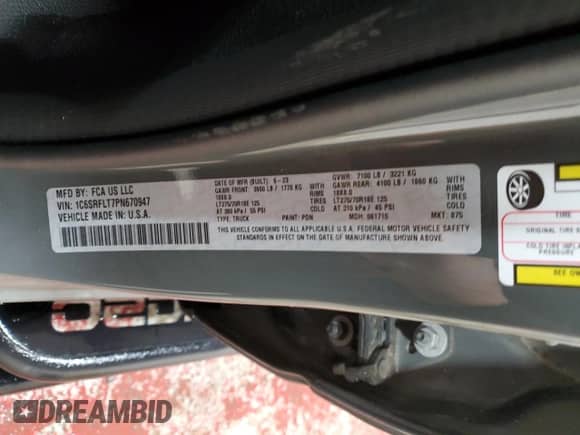 MFD BY: FCA US LLC
VIN: 1C6SRFLT7PN670947
VEHICLE MADE IN U.S.A.
DATE OF MFR (BUILT) 5-23
GAWR FRONT: 3900 LB / 1770 KG
18X8.0
LT275/70R18E 125
AT 380 kPa / 55 PSI
TYPE: TRUCK
PAINT: PDN
GVWR: 7100 LB / 3221 KG
GAWR REAR: 4100 LB / 1860 KG
RIMS
TIRES
COLD
18X8.0
LT275/70R18E 125
AT 310 kPa / 45 PSI
RIMS
TIRES
COLD
MDH: 051715
MKT: 875
THIS VEHICLE CONFORMS TO ALL APPLICABLE U.S.A. FEDERAL MOTOR VEHICLE SAFETY
STANDARDS IN EFFECT ON THE DATE OF MANUFACTURE SHOWN ABOVE.
TIRE
ORIGINAL TIRE S
COLD TIRE INFLA
PRESSURE
SEE OW
DREAMBID